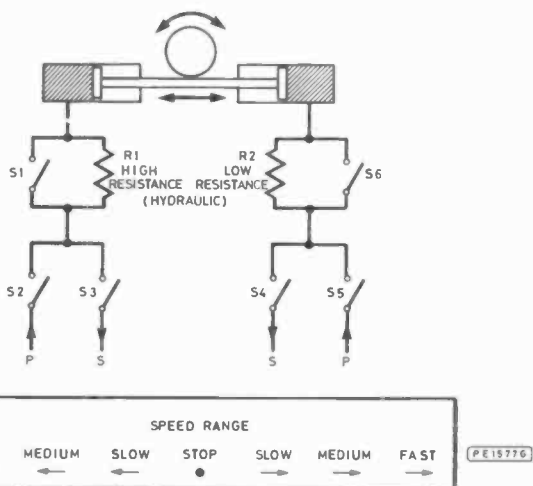 S1
R1
HIGH
RESISTANCE
R2
LOW
RESISTANCE
(HYDRAULIC)
S6
S2
S3
S4
S5
P
S
S
P
SPEED RANGE
MEDIUM SLOW STOP SLOW MEDIUM FAST
PE1577G